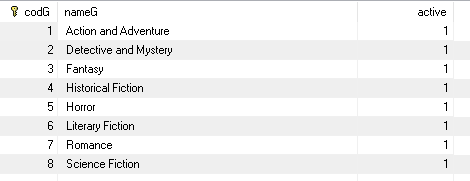 codG nameG active
1 Action and Adventure 1
2 Detective and Mystery 1
3 Fantasy 1
4 Historical Fiction 1
5 Horror 1
6 Literary Fiction 1
7 Romance 1
8 Science Fiction 1